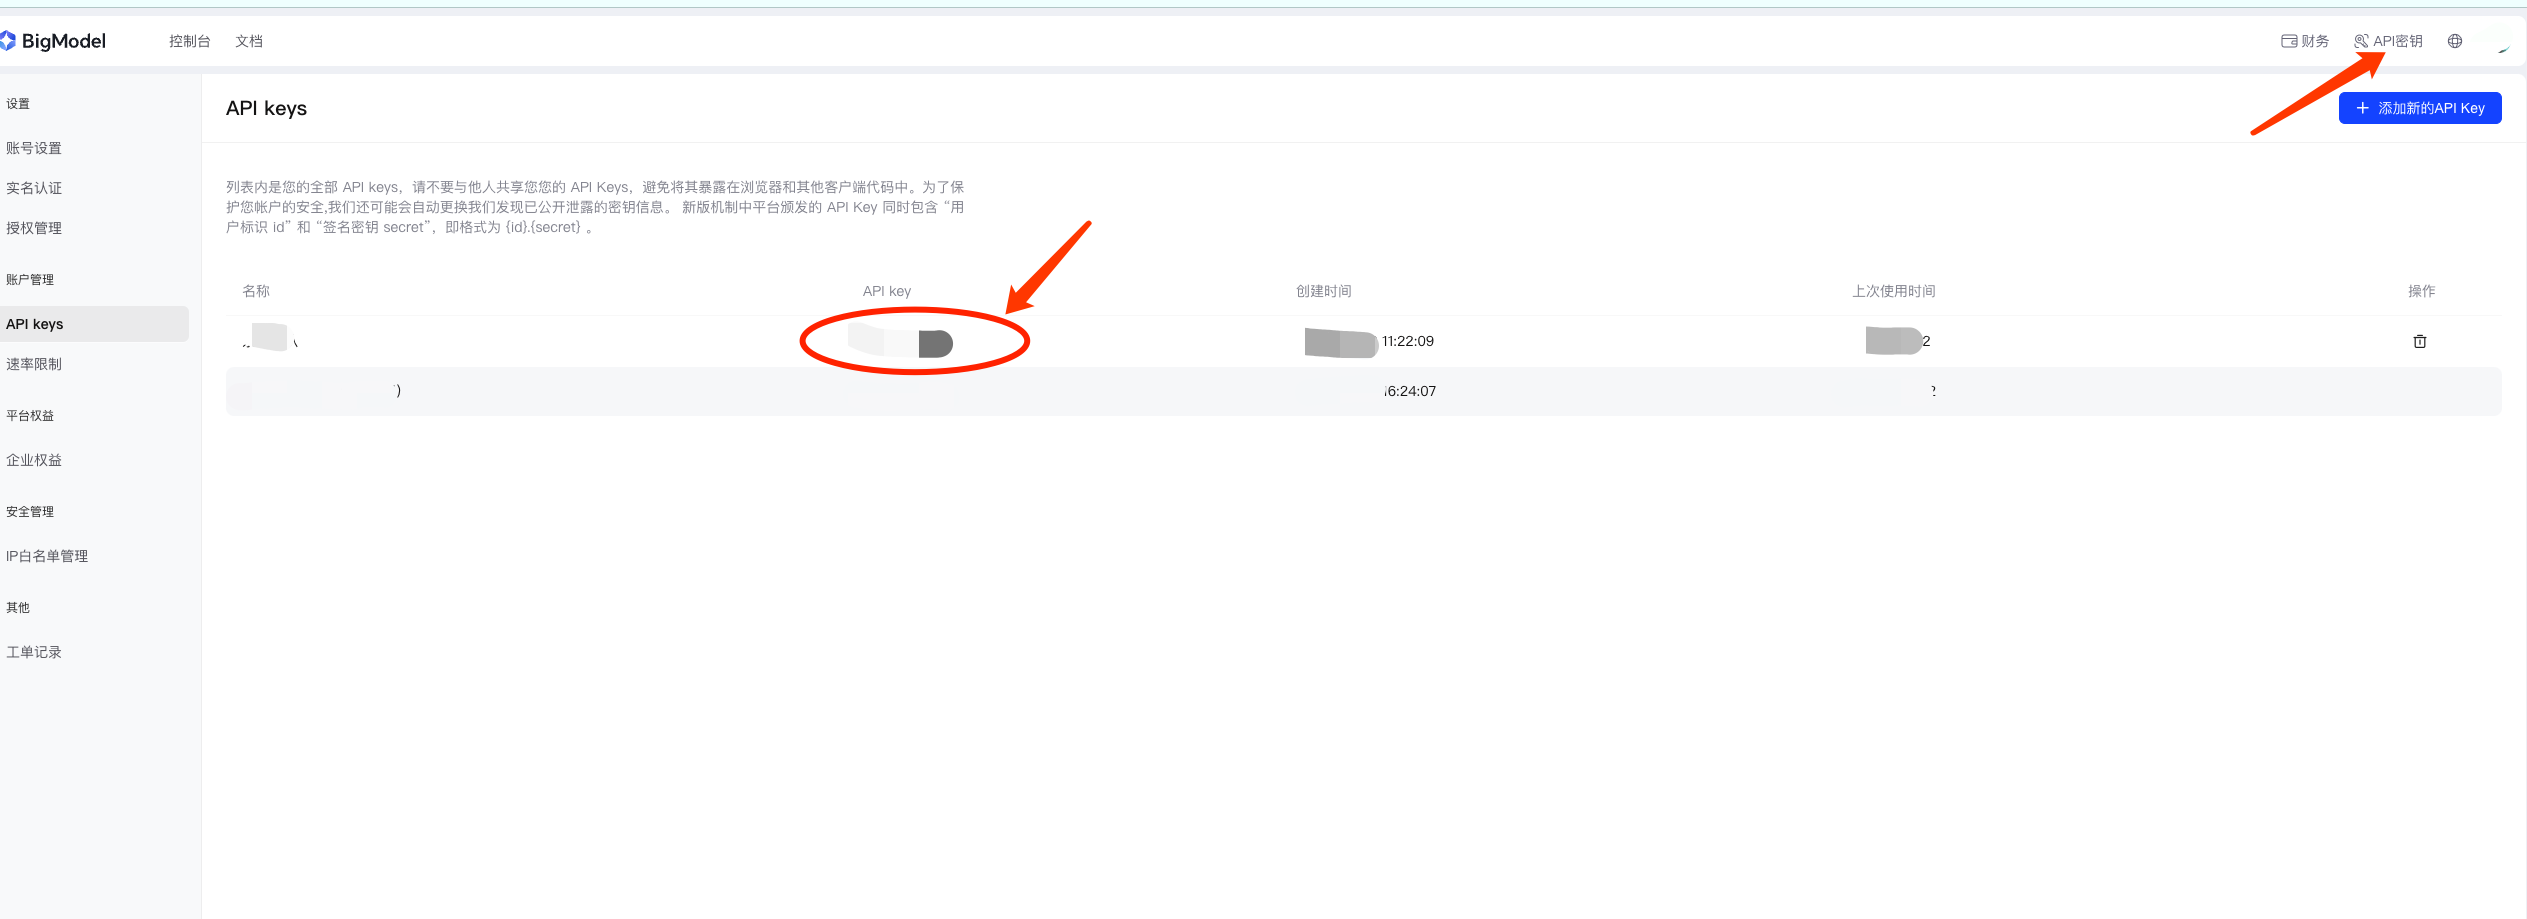 BigModel
控制台
文档
财务
API密钥
设置
账号设置
实名认证
授权管理
账户管理
API keys
速率限制
平台权益
企业权益
安全管理
IP白名单管理
其他
工单记录
API keys
添加新的API Key
列表内是您的全部 API keys，请不要与他人共享您您的 API Keys，避免将其暴露在浏览器和其他客户端代码中。为了保
护您帐户的安全,我们还可能会自动更换我们发现已公开泄露的密钥信息。 新版机制中平台颁发的 API Key 同时包含 “用
户标识 id” 和 “签名密钥 secret”，即格式为 {id}.{secret} 。
名称 API key 创建时间 上次使用时间 操作
11:22:09 2
) 16:24:07